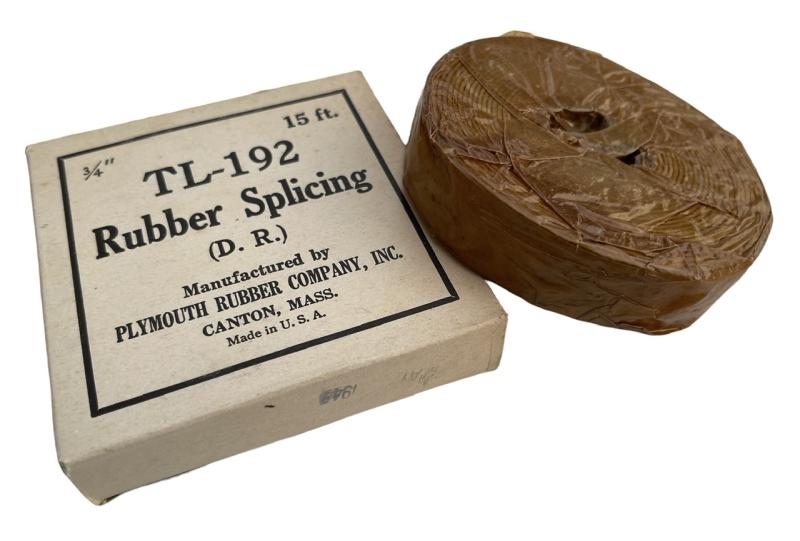 15 ft.
3/4"
TL-192
Rubber Splicing
(D. R.)
Manufactured by
PLYMOUTH RUBBER COMPANY, INC.
CANTON, MASS.
Made in U. S. A.